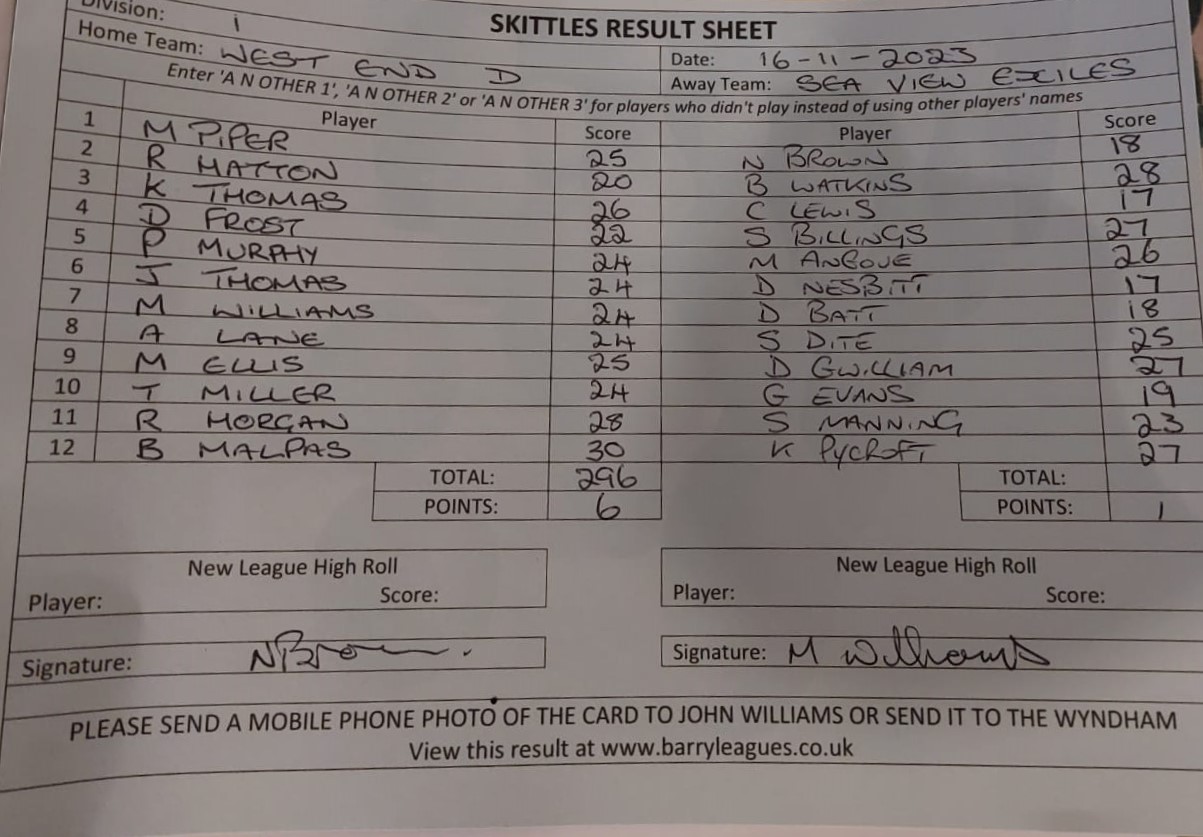 Division: 1
SKITTLES RESULT SHEET
Home Team: WEST END D
Date: 16-11-2023
Away Team: SEA VIEW EXILES
Enter 'A N OTHER 1', 'A N OTHER 2' or 'A N OTHER 3' for players who didn't play instead of using other players' names
Player Score Player Score
1 M PIPER 25 N BROWN 18
2 R HATTON 20 B WATKINS 28
3 K THOMAS 26 C LEWIS 17
4 D FROST 22 S BILLINGS 27
5 P MURPHY 24 M ANGOVE 26
6 J THOMAS 24 D NESBITT 17
7 M WILLIAMS 24 D BATT 18
8 A LANE 24 S DITE 25
9 M ELLIS 25 D GWILLIAM 27
10 T MILLER 24 G EVANS 19
11 R MORGAN 28 S MANNING 23
12 B MALPAS 30 K PYCROFT 27
TOTAL: 296 TOTAL:
POINTS: 6 POINTS: 1
New League High Roll New League High Roll
Player: Score: Player: Score:
Signature: N Brown Signature: M Williams
PLEASE SEND A MOBILE PHONE PHOTO OF THE CARD TO JOHN WILLIAMS OR SEND IT TO THE WYNDHAM
View this result at www.barryleagues.co.uk